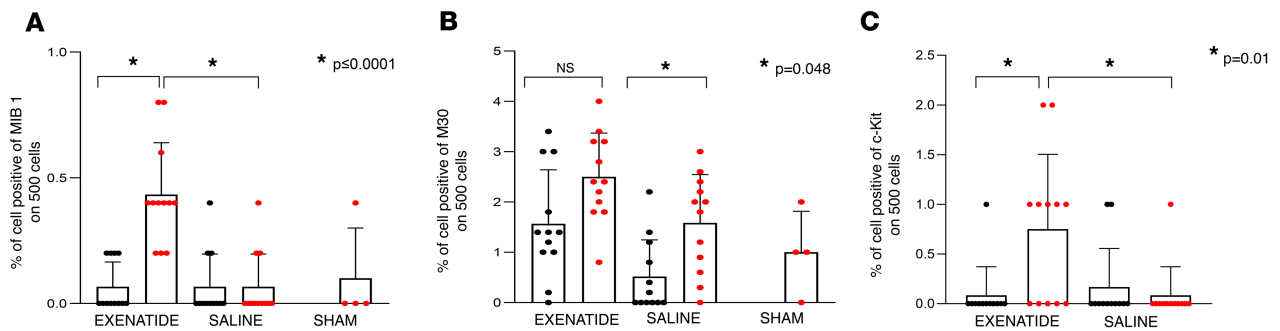 A
% of cell positive of MIB 1
on 500 cells
1.0
0.5
0.0
*
*
* p≤0.0001
EXENATIDE
SALINE
SHAM
B
% of cell positive of M30
on 500 cells
5
4
3
2
1
0
NS
*
* p=0.048
EXENATIDE
SALINE
SHAM
C
% of cell positive of c-Kit
on 500 cells
2.5
2.0
1.5
1.0
0.5
0.0
*
*
* p=0.01
EXENATIDE
SALINE